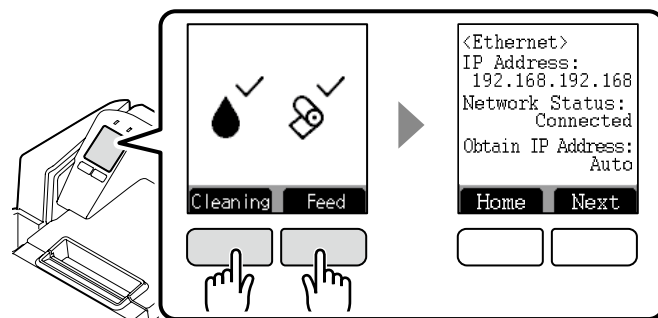 Cleaning Feed
<Ethernet>
IP Address:
192.168.192.168
Network Status:
Connected
Obtain IP Address:
Auto
Home Next